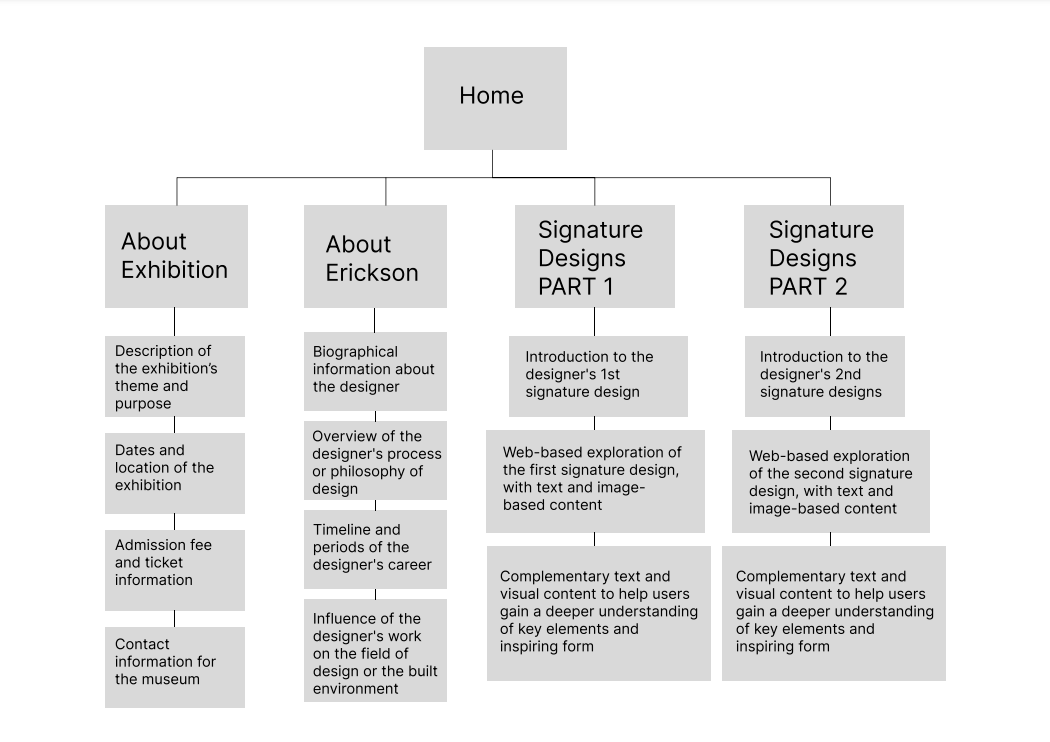 Home
About
Exhibition
About
Erickson
Signature
Designs
PART 1
Signature
Designs
PART 2
Description of
the exhibition’s
theme and
purpose
Dates and
location of the
exhibition
Admission fee
and ticket
information
Contact
information for
the museum
Biographical
information about
the designer
Overview of the
designer's process
or philosophy of
design
Timeline and
periods of the
designer's career
Influence of the
designer's work
on the field of
design or the built
environment
Introduction to the
designer's 1st
signature design
Web-based exploration of
the first signature design,
with text and image-
based content
Complementary text and
visual content to help users
gain a deeper understanding
of key elements and
inspiring form
Introduction to the
designer's 2nd
signature designs
Web-based exploration
of the second signature
design, with text and
image-based content
Complementary text and
visual content to help users
gain a deeper understanding
of key elements and
inspiring form